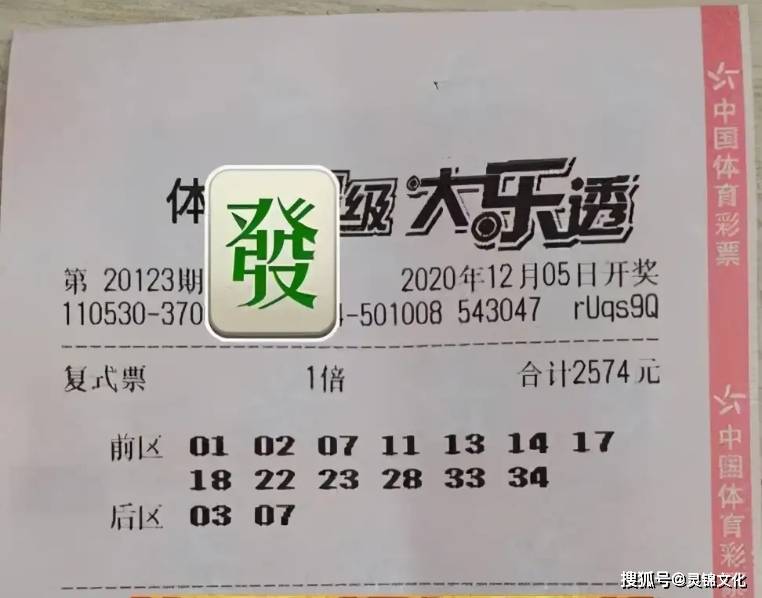 体 级 大乐透
發
第 20123期 2020年12月05日开奖
110530-370 4-501008 543047 rUqs9Q
复式票 1倍 合计2574元
前区 01 02 07 11 13 14 17
18 22 23 28 33 34
后区 03 07
中国体育彩票
中国体育彩
搜狐号@灵锦文化